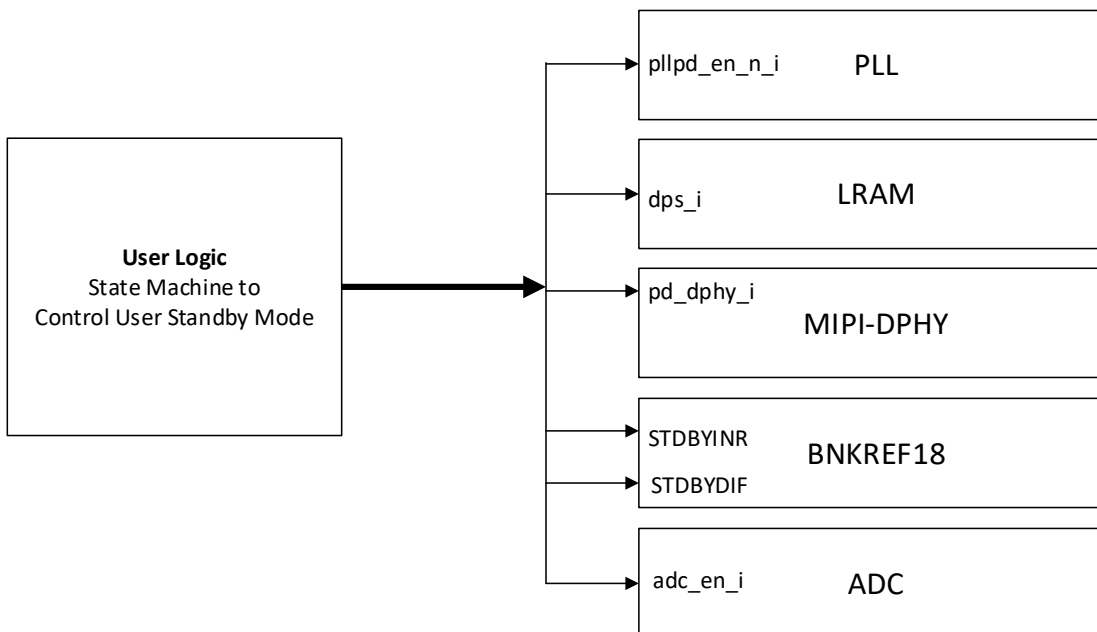 User Logic
State Machine to
Control User Standby Mode
pllpd_en_n_i PLL
dps_i LRAM
pd_dphy_i
MIPI-DPHY
STDBYINR
BNKREF18
STDBYDIF
adc_en_i ADC